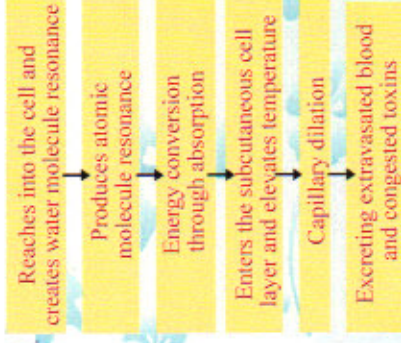 Reaches into the cell and
creates water molecule resonance
Produces atomic
molecule resonance
Energy conversion
through absorption
Enters the subcutaneous cell
layer and elevates temperature
Capillary dilation
Excreting extravasated blood
and congested toxins